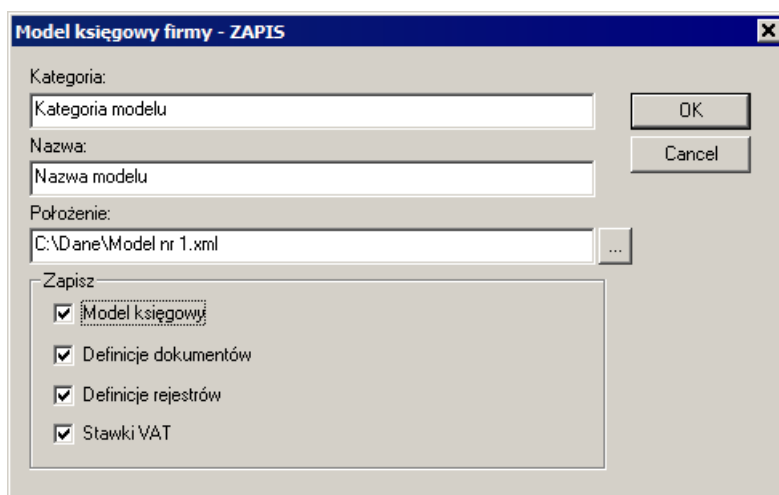 Model księgowy firmy - ZAPIS
Kategoria:
Kategoria modelu
OK
Nazwa:
Cancel
Nazwa modelu
Położenie:
C:\Dane\Model nr 1.xml
...
Zapisz
Model księgowy
Definicje dokumentów
Definicje rejestrów
Stawki VAT